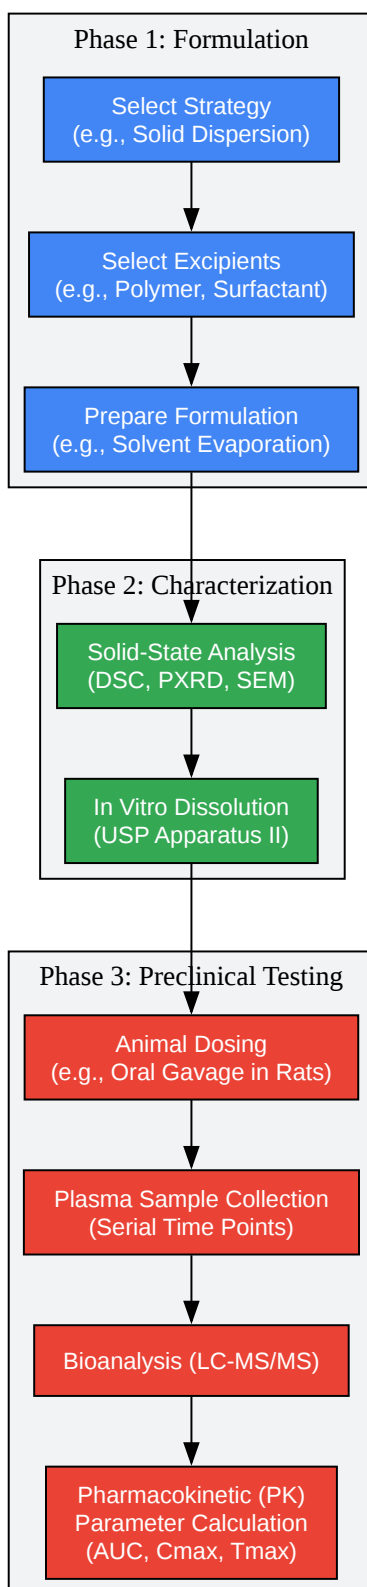 Phase 1: Formulation
Select Strategy
(e.g., Solid Dispersion)
Select Excipients
(e.g., Polymer, Surfactant)
Prepare Formulation
(e.g., Solvent Evaporation)
Phase 2: Characterization
Solid-State Analysis
(DSC, PXRD, SEM)
In Vitro Dissolution
(USP Apparatus II)
Phase 3: Preclinical Testing
Animal Dosing
(e.g., Oral Gavage in Rats)
Plasma Sample Collection
(Serial Time Points)
Bioanalysis (LC-MS/MS)
Pharmacokinetic (PK)
Parameter Calculation
(AUC, Cmax, Tmax)